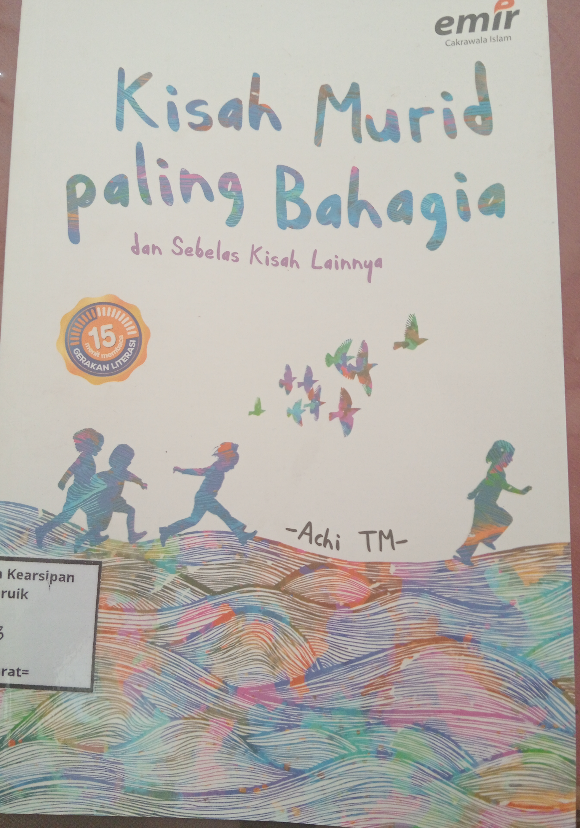 emir
Cakrawala Islam
Kisah Murid
paling Bahagia
dan Sebelas Kisah Lainnya
15
GERAKAN LITERASI
-Achi TM-
Kearsipan
ruik
rat=